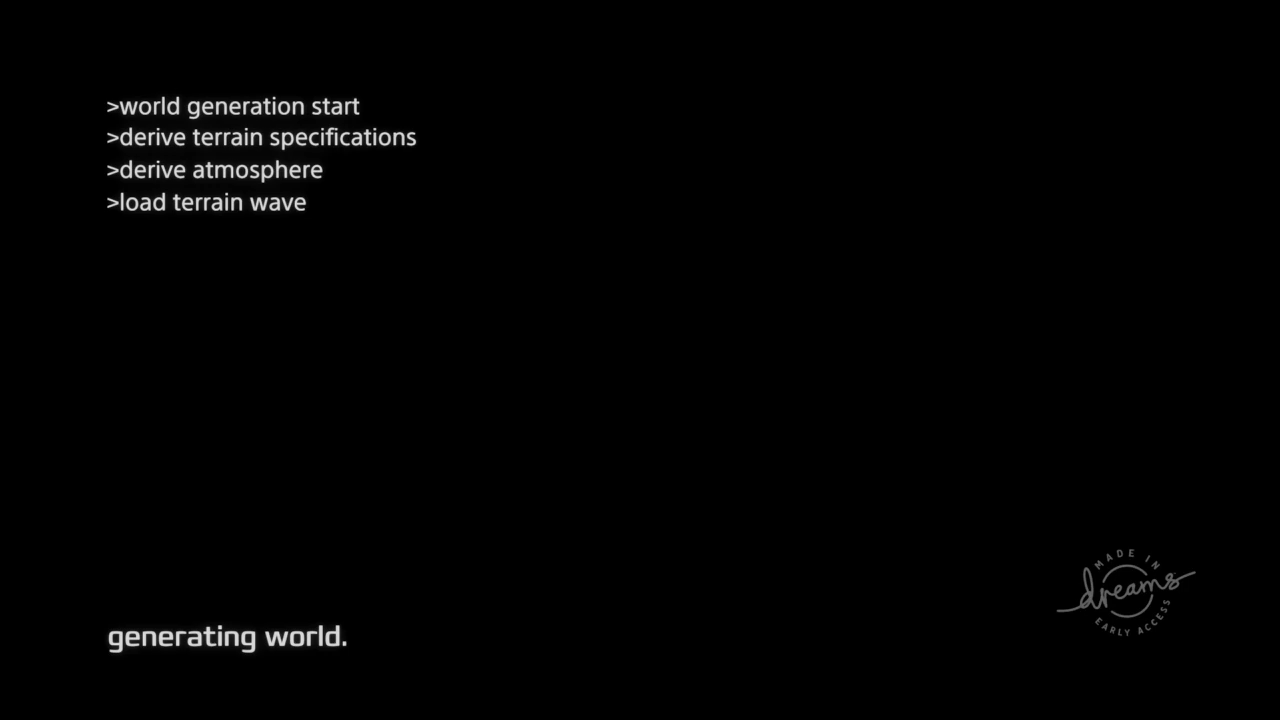 >world generation start
>derive terrain specifications
>derive atmosphere
>load terrain wave
MADE IN
dreams
EARLY ACCESS
generating world.